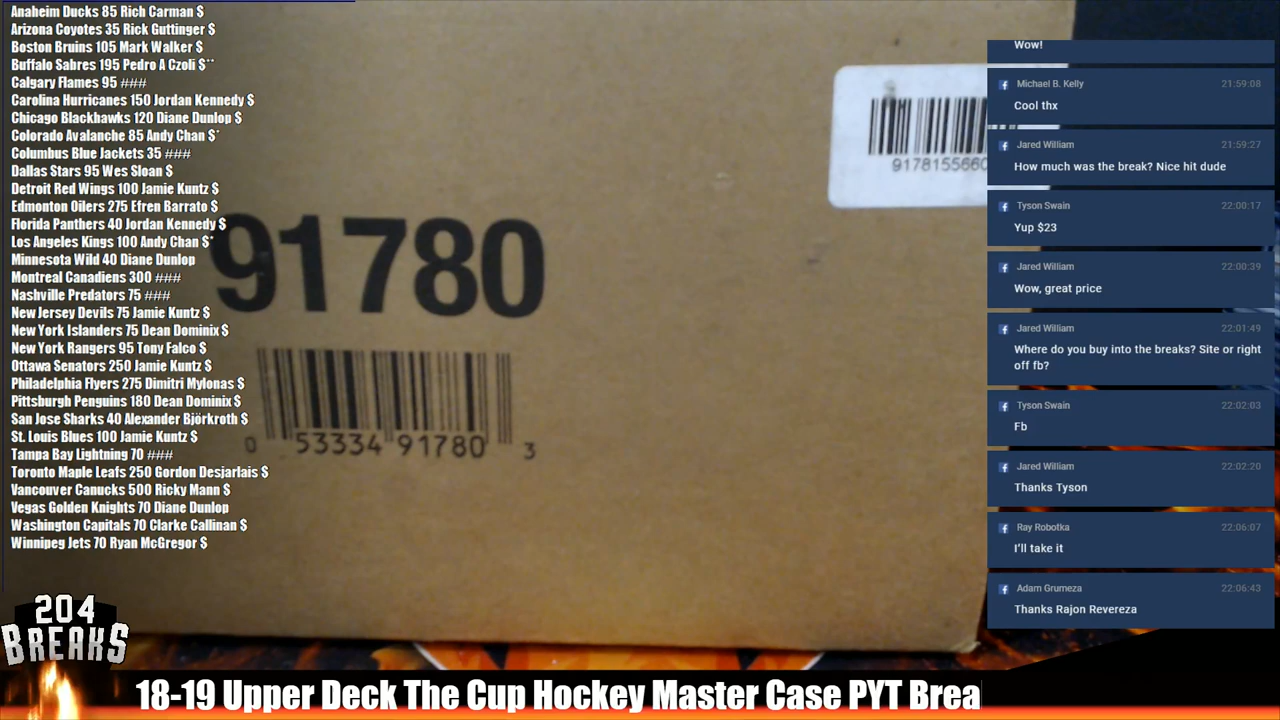 Anaheim Ducks 85 Rich Carman $
Arizona Coyotes 35 Rick Guttinger $
Boston Bruins 105 Mark Walker $
Buffalo Sabres 195 Pedro A Czoli $**
Calgary Flames 95 ###
Carolina Hurricanes 150 Jordan Kennedy $
Chicago Blackhawks 120 Diane Dunlop $
Colorado Avalanche 85 Andy Chan $*
Columbus Blue Jackets 35 ###
Dallas Stars 95 Wes Sloan $
Detroit Red Wings 100 Jamie Kuntz $
Edmonton Oilers 275 Efren Barrato $
Florida Panthers 40 Jordan Kennedy $
Los Angeles Kings 100 Andy Chan $*
Minnesota Wild 40 Diane Dunlop
Montreal Canadiens 300 ###
Nashville Predators 75 ###
New Jersey Devils 75 Jamie Kuntz $
New York Islanders 75 Dean Dominix $
New York Rangers 95 Tony Falco $
Ottawa Senators 250 Jamie Kuntz $
Philadelphia Flyers 275 Dimitri Mylonas $
Pittsburgh Penguins 180 Dean Dominix $
San Jose Sharks 40 Alexander Björkroth $
St. Louis Blues 100 Jamie Kuntz $
Tampa Bay Lightning 70 ###
Toronto Maple Leafs 250 Gordon Desjarlais $
Vancouver Canucks 500 Ricky Mann $
Vegas Golden Knights 70 Diane Dunlop
Washington Capitals 70 Clarke Callinan $
Winnipeg Jets 70 Ryan McGregor $
9178155660
91780
0 53334 91780 3
Wow!
Michael B. Kelly 21:59:08
Cool thx
Jared William 21:59:27
How much was the break? Nice hit dude
Tyson Swain 22:00:17
Yup $23
Jared William 22:00:39
Wow, great price
Jared William 22:01:49
Where do you buy into the breaks? Site or right
off fb?
Tyson Swain 22:02:03
Fb
Jared William 22:02:20
Thanks Tyson
Ray Robotka 22:06:07
I'll take it
Adam Grumeza 22:06:43
Thanks Rajon Revereza
204
BREAKS
18-19 Upper Deck The Cup Hockey Master Case PYT Brea